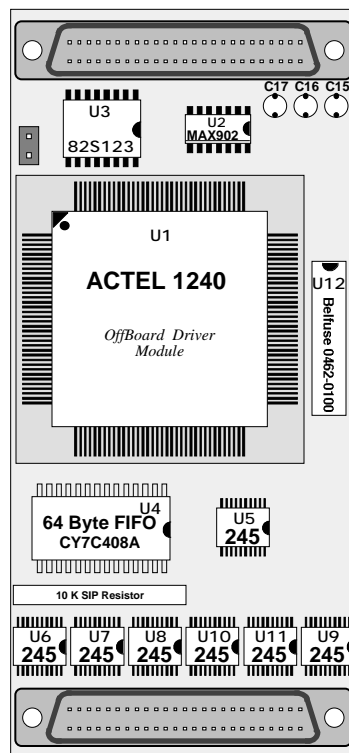 C17 C16 C15
U3
82S123
U2
MAX902
U1
ACTEL 1240
OffBoard Driver
Module
U12
Belfuse 0462-0100
U4
64 Byte FIFO
CY7C408A
U5
245
10 K SIP Resistor
U6 U7 U8 U10 U11 U9
245 245 245 245 245 245